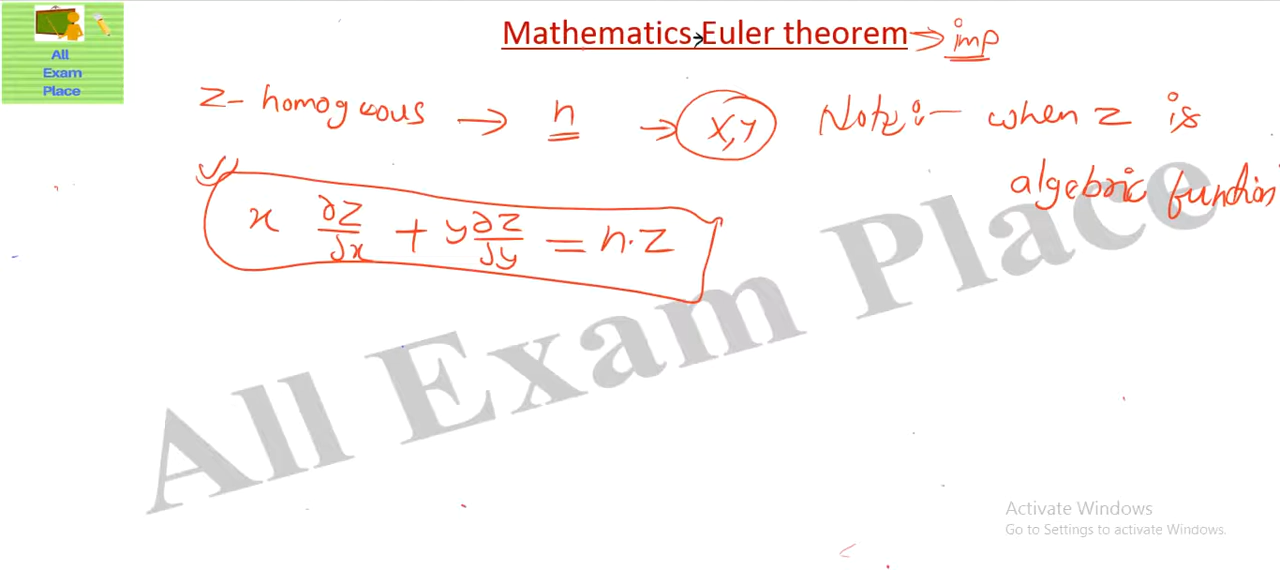 All
Exam
Place
Mathematics→Euler theorem → imp
Z- homogeous → n → x,y Note:- when z is
algebric function
x ∂z/∂x + y ∂z/∂y = n.z
All Exam Place
Activate Windows
Go to Settings to activate Windows.